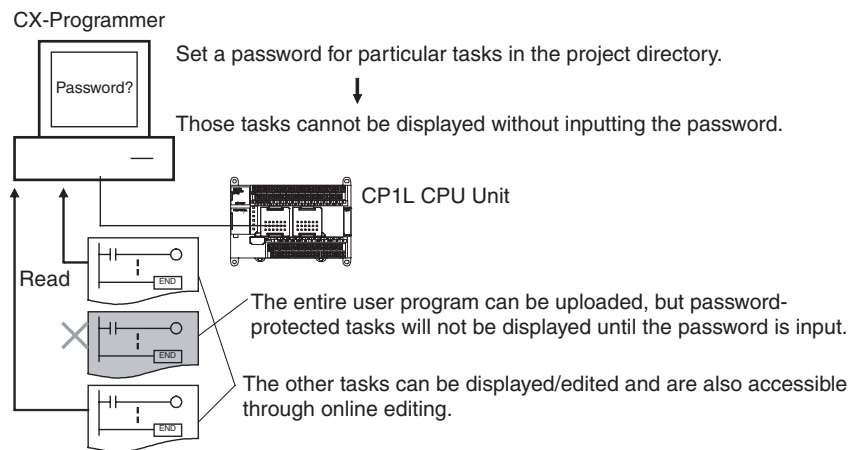 CX-Programmer
Password?
Set a password for particular tasks in the project directory.
Those tasks cannot be displayed without inputting the password.
CP1L CPU Unit
Read
END
The entire user program can be uploaded, but password-
protected tasks will not be displayed until the password is input.
END
The other tasks can be displayed/edited and are also accessible
through online editing.
END